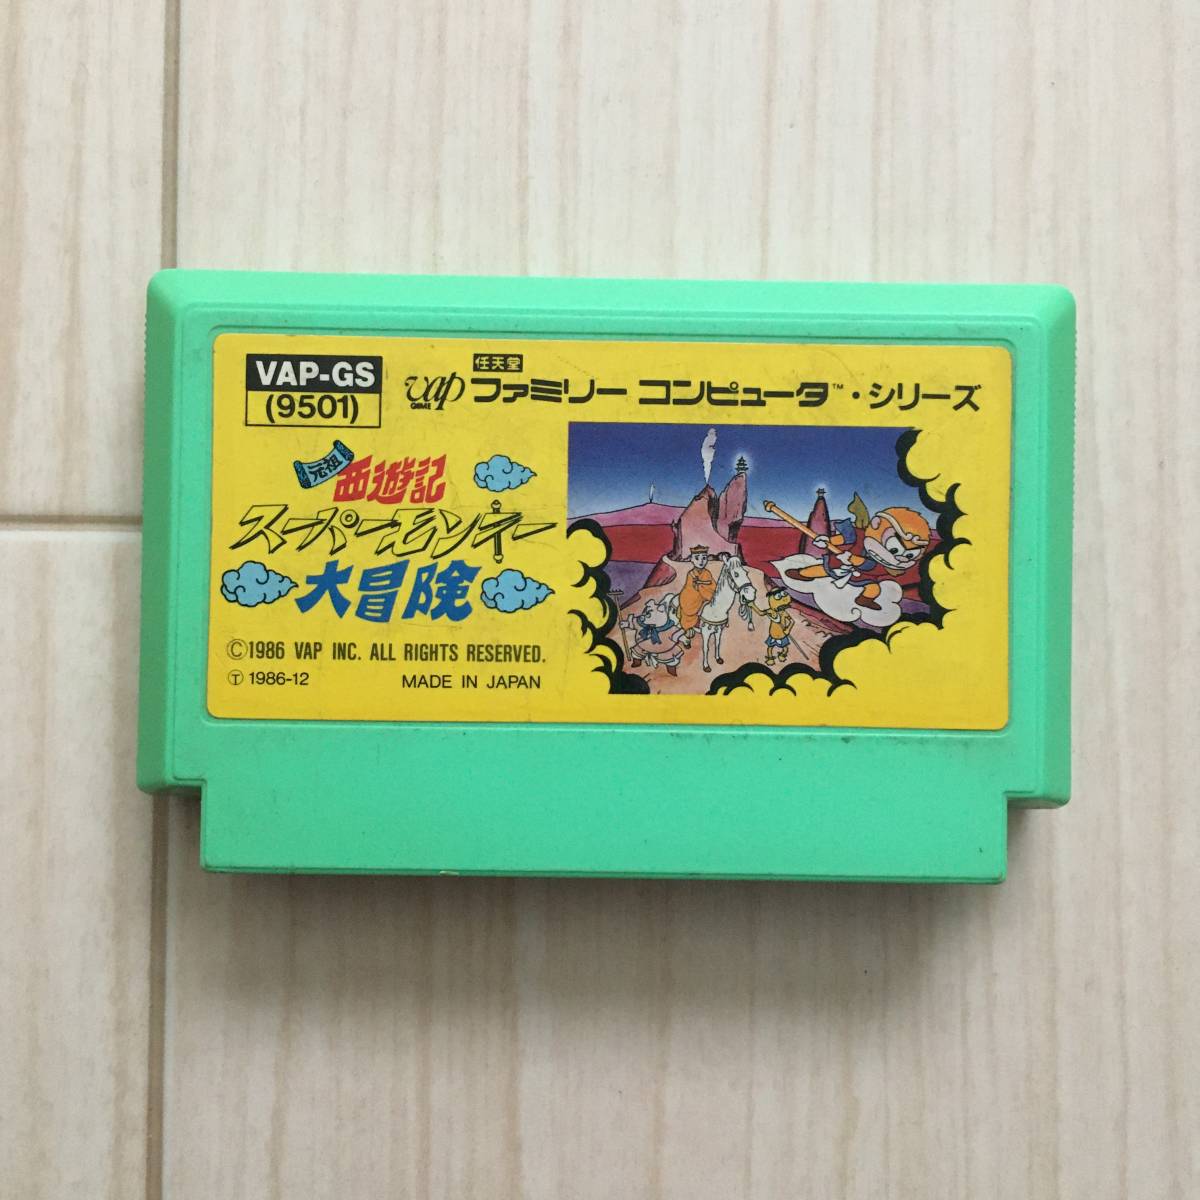 VAP-GS
(9501)
vap
GAME
任天堂
ファミリー コンピュータ™・シリーズ
元祖
西遊記
スーパーモンキー
大冒険
©1986 VAP INC. ALL RIGHTS RESERVED.
Ⓣ 1986-12 MADE IN JAPAN